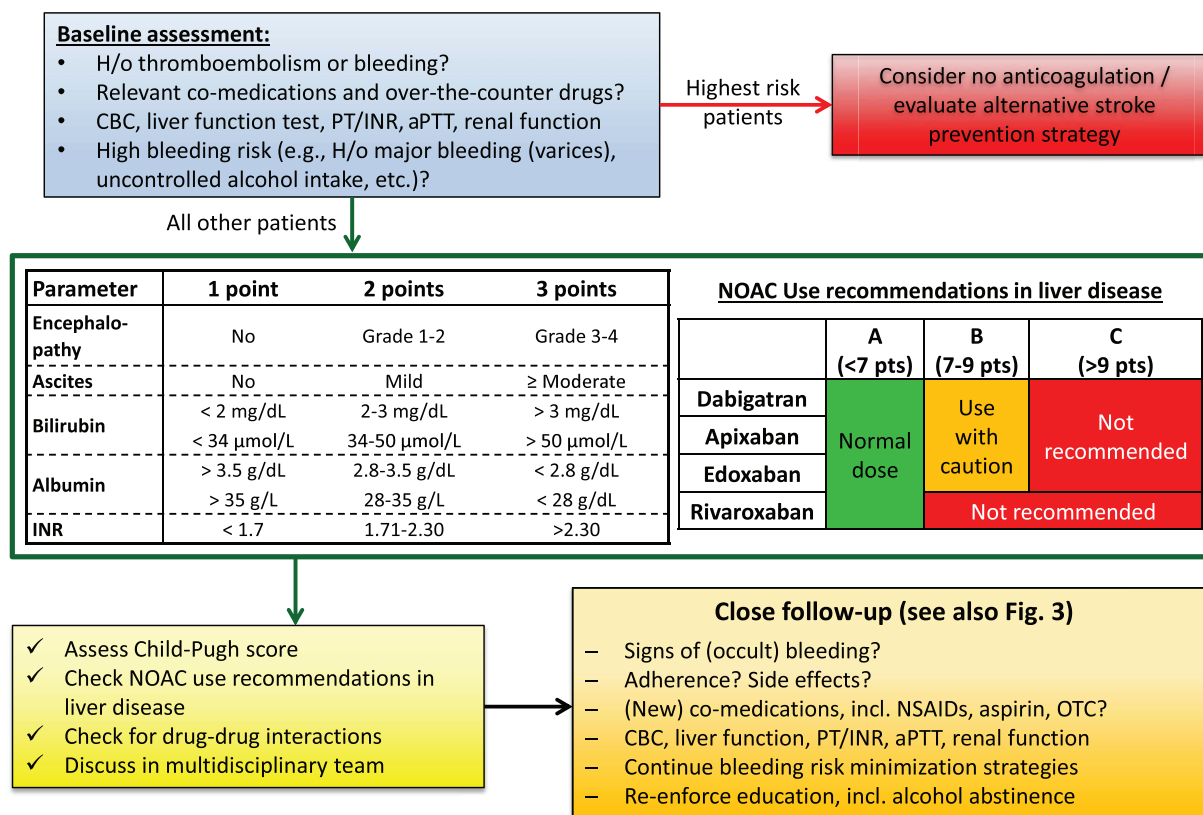 Baseline assessment:
• H/o thromboembolism or bleeding?
• Relevant co-medications and over-the-counter drugs?
• CBC, liver function test, PT/INR, aPTT, renal function
• High bleeding risk (e.g., H/o major bleeding (varices),
uncontrolled alcohol intake, etc.)?
Highest risk
patients
Consider no anticoagulation /
evaluate alternative stroke
prevention strategy
All other patients
Parameter 1 point 2 points 3 points
Encephalo-
pathy
No Grade 1-2 Grade 3-4
Ascites No Mild ≥ Moderate
Bilirubin
< 2 mg/dL 2-3 mg/dL > 3 mg/dL
< 34 μmol/L 34-50 μmol/L > 50 μmol/L
Albumin
> 3.5 g/dL 2.8-3.5 g/dL < 2.8 g/dL
> 35 g/L 28-35 g/L < 28 g/dL
INR < 1.7 1.71-2.30 >2.30
NOAC Use recommendations in liver disease
A B C
(<7 pts) (7-9 pts) (>9 pts)
Dabigatran
Apixaban
Edoxaban
Rivaroxaban
Normal
dose
Use
with
caution
Not
recommended
Not recommended
✓ Assess Child-Pugh score
✓ Check NOAC use recommendations in
liver disease
✓ Check for drug-drug interactions
✓ Discuss in multidisciplinary team
Close follow-up (see also Fig. 3)
– Signs of (occult) bleeding?
– Adherence? Side effects?
– (New) co-medications, incl. NSAIDs, aspirin, OTC?
– CBC, liver function, PT/INR, aPTT, renal function
– Continue bleeding risk minimization strategies
– Re-enforce education, incl. alcohol abstinence